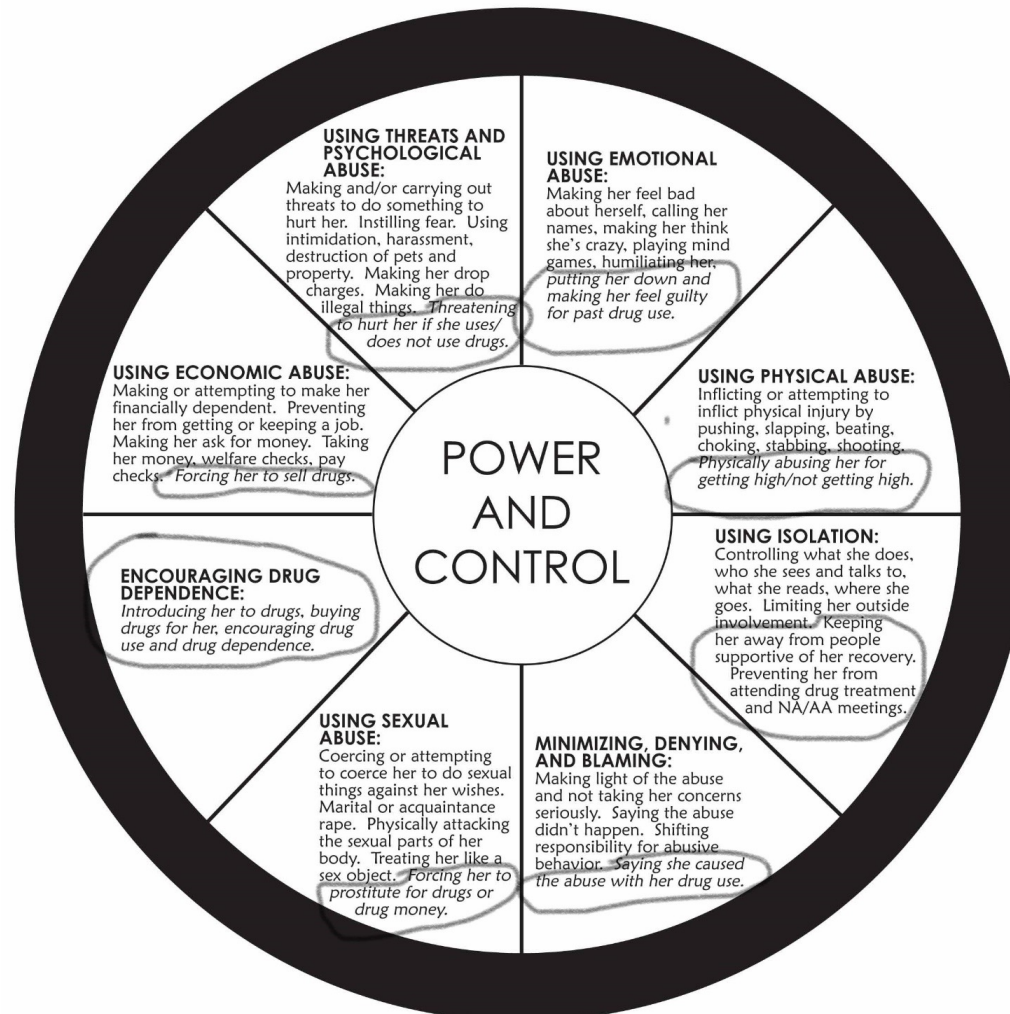 USING THREATS AND
PSYCHOLOGICAL
ABUSE:
Making and/or carrying out
threats to do something to
hurt her. Instilling fear. Using
intimidation, harassment,
destruction of pets and
property. Making her drop
charges. Making her do
illegal things. Threatening
to hurt her if she uses/
does not use drugs.
USING EMOTIONAL
ABUSE:
Making her feel bad
about herself, calling her
names, making her think
she's crazy, playing mind
games, humiliating her,
putting her down and
making her feel guilty
for past drug use.
USING PHYSICAL ABUSE:
Inflicting or attempting to
inflict physical injury by
pushing, slapping, beating,
choking, stabbing, shooting.
Physically abusing her for
getting high/not getting high.
USING ISOLATION:
Controlling what she does,
who she sees and talks to,
what she reads, where she
goes. Limiting her outside
involvement. Keeping
her away from people
supportive of her recovery.
Preventing her from
attending drug treatment
and NA/AA meetings.
MINIMIZING, DENYING,
AND BLAMING:
Making light of the abuse
and not taking her concerns
seriously. Saying the abuse
didn't happen. Shifting
responsibility for abusive
behavior. Saying she caused
the abuse with her drug use.
USING SEXUAL
ABUSE:
Coercing or attempting
to coerce her to do sexual
things against her wishes.
Marital or acquaintance
rape. Physically attacking
the sexual parts of her
body. Treating her like a
sex object. Forcing her to
prostitute for drugs or
drug money.
ENCOURAGING DRUG
DEPENDENCE:
Introducing her to drugs, buying
drugs for her, encouraging drug
use and drug dependence.
USING ECONOMIC ABUSE:
Making or attempting to make her
financially dependent. Preventing
her from getting or keeping a job.
Making her ask for money. Taking
her money, welfare checks, pay
checks. Forcing her to sell drugs.
POWER
AND
CONTROL